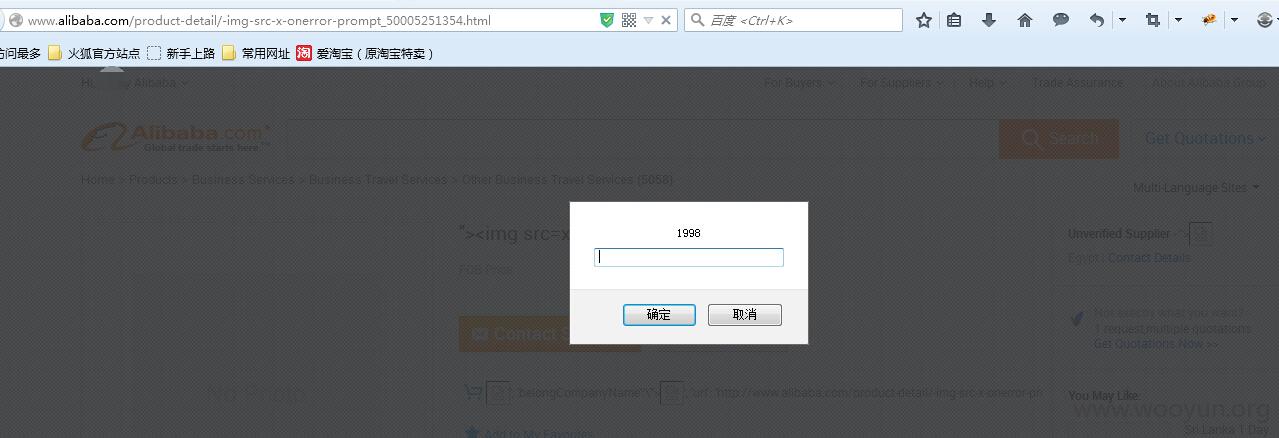 www.alibaba.com/product-detail/-img-src-x-onerror-prompt_50005251354.html
百度 <Ctrl+K>
访问最多 火狐官方站点 新手上路 常用网址 淘 爱淘宝（原淘宝特卖）
Hi, Alibaba For Buyers For Suppliers Help Trade Assurance About Alibaba Group
Alibaba.com™
Global trade starts here.™
Search
Get Quotations
Home > Products > Business Services > Business Travel Services > Other Business Travel Services (5058)
Multi-Language Sites
"><img src=x
1998
Unverified Supplier - ">
Egypt | Contact Details
FOB Price
确定 取消
Not exactly what you want?
1 request,multiple quotations
Get Quotations Now >>
Contact S
No Photo
, 'belongCompanyName':'\"> , 'url': 'http://www.alibaba.com/product-detail/-img-src-x-onerror-pr
You May Like:
www.wooyun.org
Add to My Favorites
Sri Lanka 1 Day